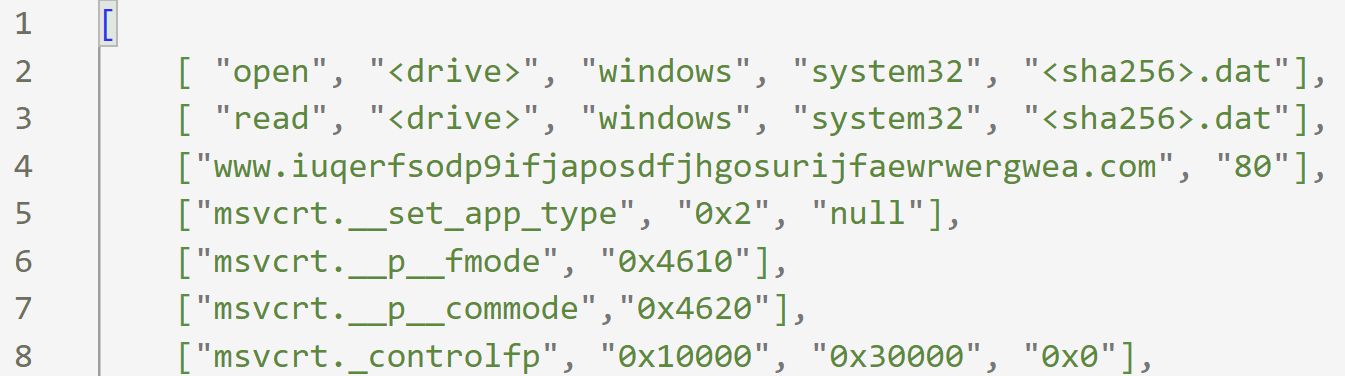 1 [
2 [ "open", "<drive>", "windows", "system32", "<sha256>.dat"],
3 [ "read", "<drive>", "windows", "system32", "<sha256>.dat"],
4 ["www.iuqerfsodp9ifjaposdfjhgosurijfaewrwergwea.com", "80"],
5 ["msvcrt.__set_app_type", "0x2", "null"],
6 ["msvcrt.__p__fmode", "0x4610"],
7 ["msvcrt.__p__commode","0x4620"],
8 ["msvcrt._controlfp", "0x10000", "0x30000", "0x0"],